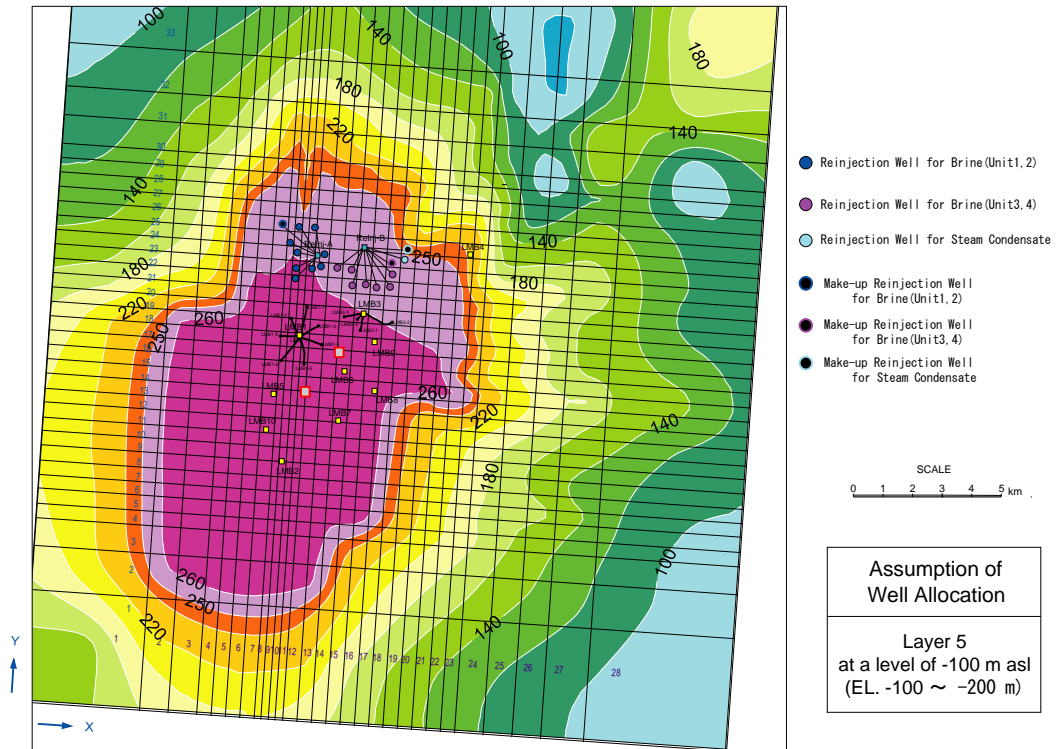 100
33
32
31
30
29
28
27
26
25
24
23
22
21
20
19
18
17
16
15
14
13
12
11
10
9
8
7
6
5
4
3
2
1
140
180
220
100
180
140
140
180
140
180
220
250
260
250
260
220
140
180
260
250
220
140
100
ReInj-A
ReInj-B
LMB4
LMB3
LMB1
LMB9
LMB6
LMB5
LMB8
LMB7
LMB10
LMB2
1 2 3 4 5 6 7 8 9 10 11 12 13 14 15 16 17 18 19 20 21 22 23 24 25 26 27 28
Y
X
Reinjection Well for Brine(Unit1,2)
Reinjection Well for Brine(Unit3,4)
Reinjection Well for Steam Condensate
Make-up Reinjection Well
for Brine(Unit1,2)
Make-up Reinjection Well
for Brine(Unit3,4)
Make-up Reinjection Well
for Steam Condensate
SCALE
0 1 2 3 4 5 km
Assumption of
Well Allocation
Layer 5
at a level of -100 m asl
(EL. -100 ～ -200 m)